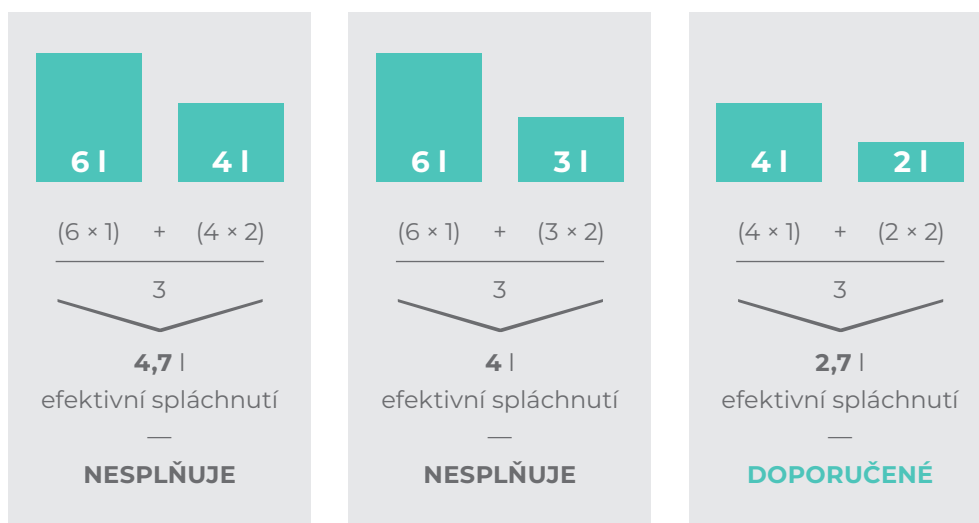 6 l 4 l
(6 × 1) + (4 × 2)
3
4,7 l
efektivní spláchnutí
—
NESPLŇUJE
6 l 3 l
(6 × 1) + (3 × 2)
3
4 l
efektivní spláchnutí
—
NESPLŇUJE
4 l 2 l
(4 × 1) + (2 × 2)
3
2,7 l
efektivní spláchnutí
—
DOPORUČENÉ